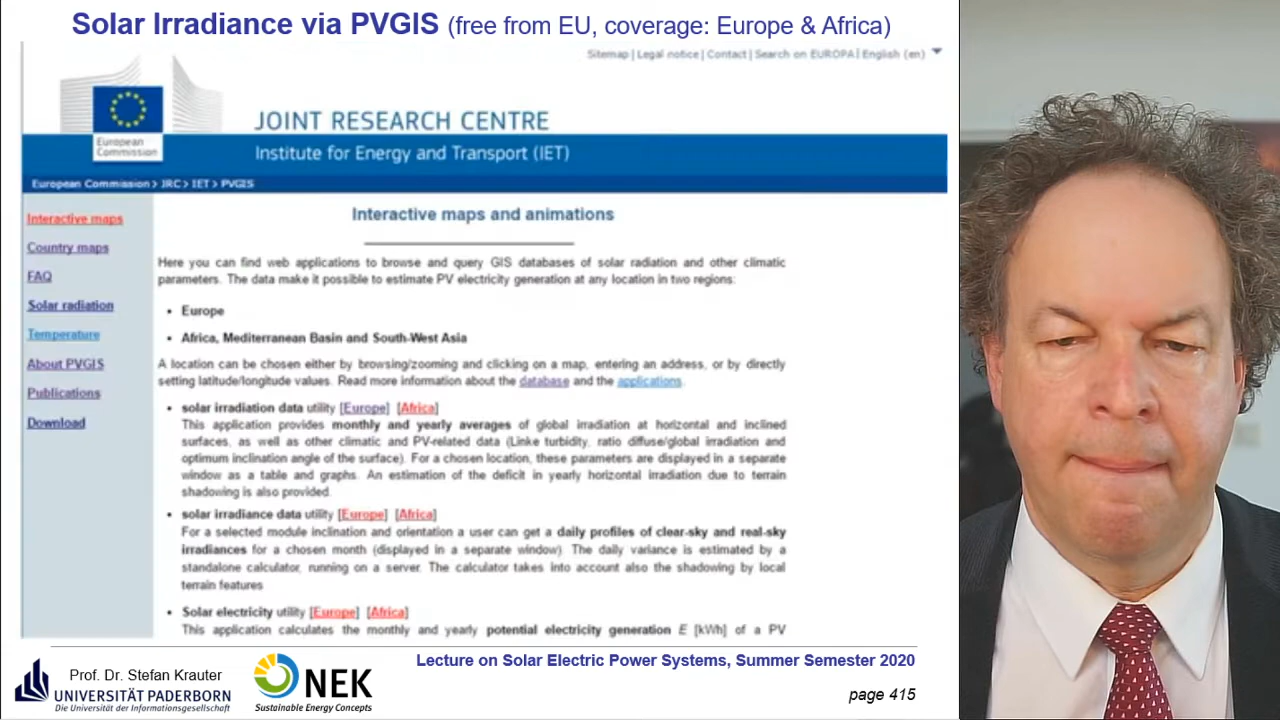 Solar Irradiance via PVGIS (free from EU, coverage: Europe & Africa)
Sitemap | Legal notice | Contact | Search on EUROPA | English (en)
European
Commission
JOINT RESEARCH CENTRE
Institute for Energy and Transport (IET)
European Commission > JRC > IET > PVGIS
Interactive maps
Country maps
FAQ
Solar radiation
Temperature
About PVGIS
Publications
Download
Interactive maps and animations
Here you can find web applications to browse and query GIS databases of solar radiation and other climatic
parameters. The data make it possible to estimate PV electricity generation at any location in two regions:
• Europe
• Africa, Mediterranean Basin and South-West Asia
A location can be chosen either by browsing/zooming and clicking on a map, entering an address, or by directly
setting latitude/longitude values. Read more information about the database and the applications.
• solar irradiation data utility [Europe] [Africa]
This application provides monthly and yearly averages of global irradiation at horizontal and inclined
surfaces, as well as other climatic and PV-related data (Linke turbidity, ratio diffuse/global irradiation and
optimum inclination angle of the surface). For a chosen location, these parameters are displayed in a separate
window as a table and graphs. An estimation of the deficit in yearly horizontal irradiation due to terrain
shadowing is also provided.
• solar irradiance data utility [Europe] [Africa]
For a selected module inclination and orientation a user can get a daily profiles of clear-sky and real-sky
irradiances for a chosen month (displayed in a separate window). The daily variance is estimated by a
standalone calculator, running on a server. The calculator takes into account also the shadowing by local
terrain features
• Solar electricity utility [Europe] [Africa]
This application calculates the monthly and yearly potential electricity generation E [kWh] of a PV
Prof. Dr. Stefan Krauter
UNIVERSITÄT PADERBORN
Die Universität der Informationsgesellschaft
NEK
Sustainable Energy Concepts
Lecture on Solar Electric Power Systems, Summer Semester 2020
page 415